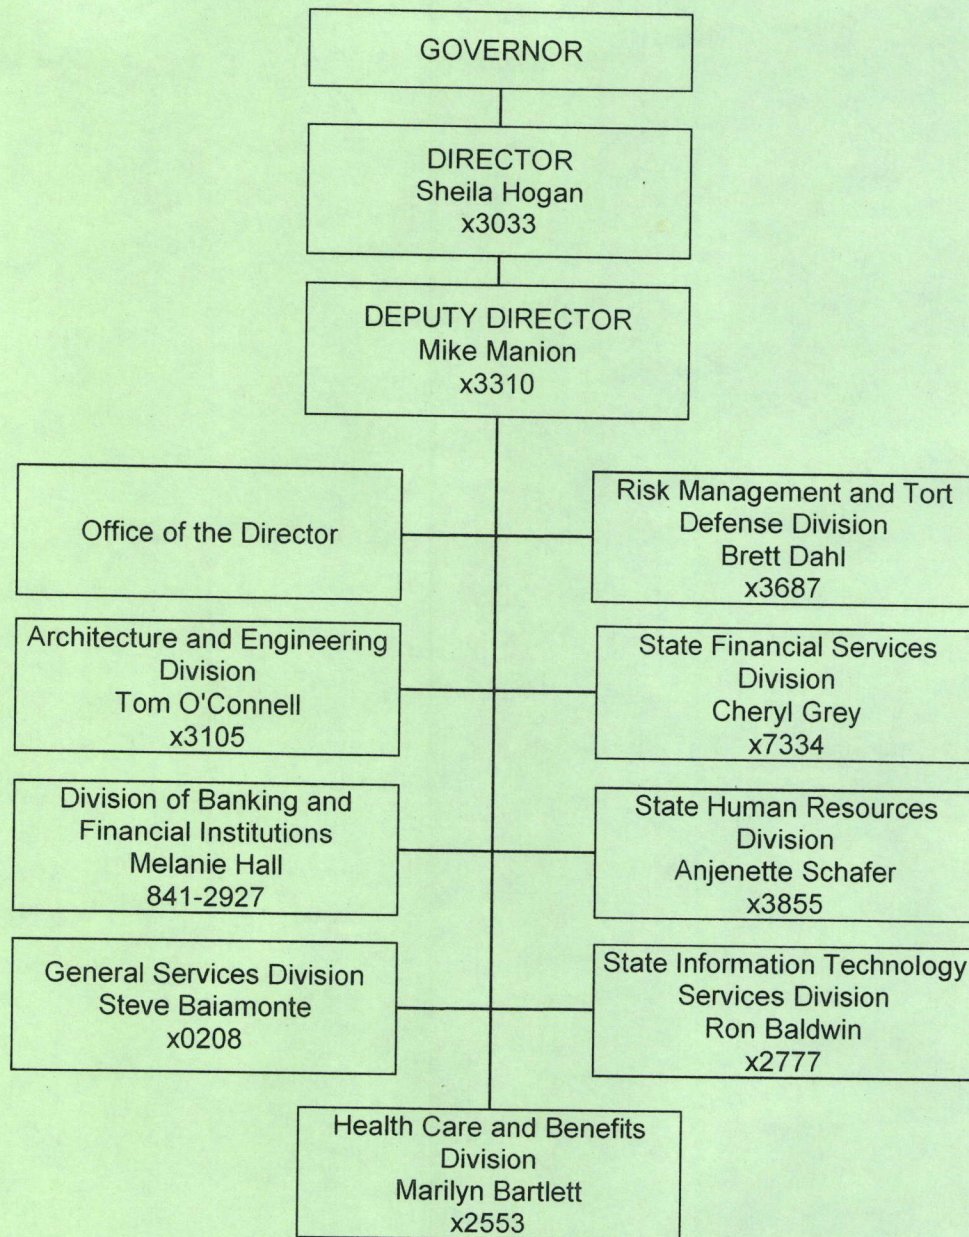 GOVERNOR
DIRECTOR
Sheila Hogan
x3033
DEPUTY DIRECTOR
Mike Manion
x3310
Office of the Director
Risk Management and Tort
Defense Division
Brett Dahl
x3687
Architecture and Engineering
Division
Tom O'Connell
x3105
State Financial Services
Division
Cheryl Grey
x7334
Division of Banking and
Financial Institutions
Melanie Hall
841-2927
State Human Resources
Division
Anjenette Schafer
x3855
General Services Division
Steve Baiamonte
x0208
State Information Technology
Services Division
Ron Baldwin
x2777
Health Care and Benefits
Division
Marilyn Bartlett
x2553